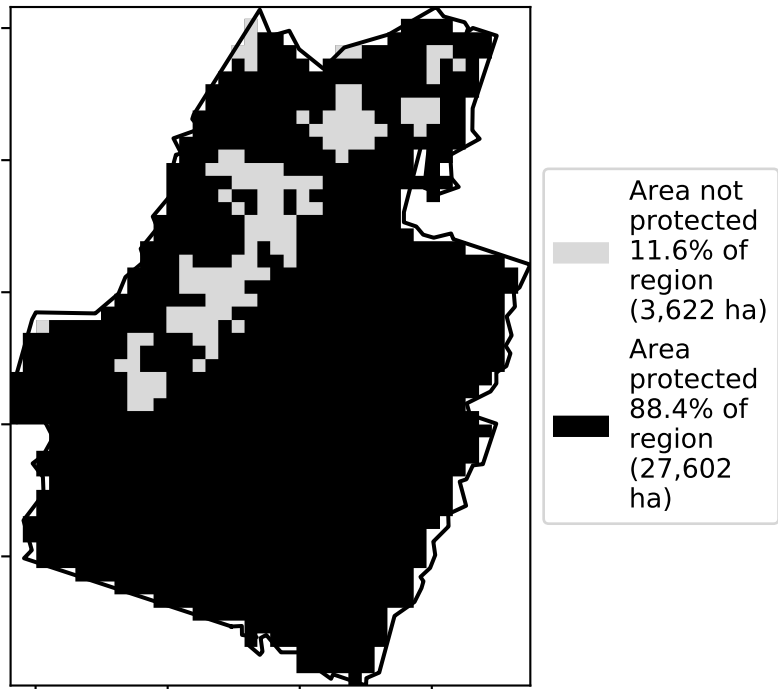 Area not
protected
11.6% of
region
(3,622 ha)
Area
protected
88.4% of
region
(27,602
ha)